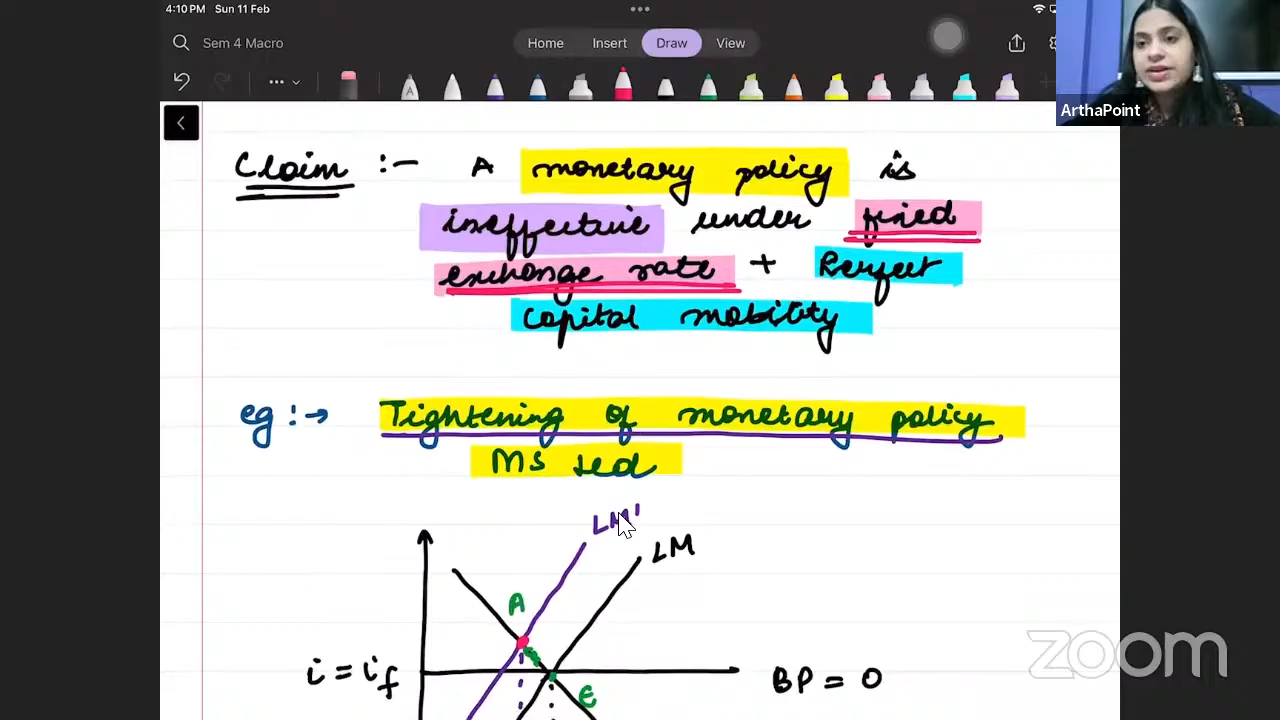 4:10 PM Sun 11 Feb
Sem 4 Macro
Home Insert Draw View
ArthaPoint
Claim :- A monetary policy is
ineffective under fixed
exchange rate + Perfect
capital mobility
eg :→ Tightening of monetary policy
MS ↓ed
LM'
LM
A
i = if
BP = 0
E
zoom